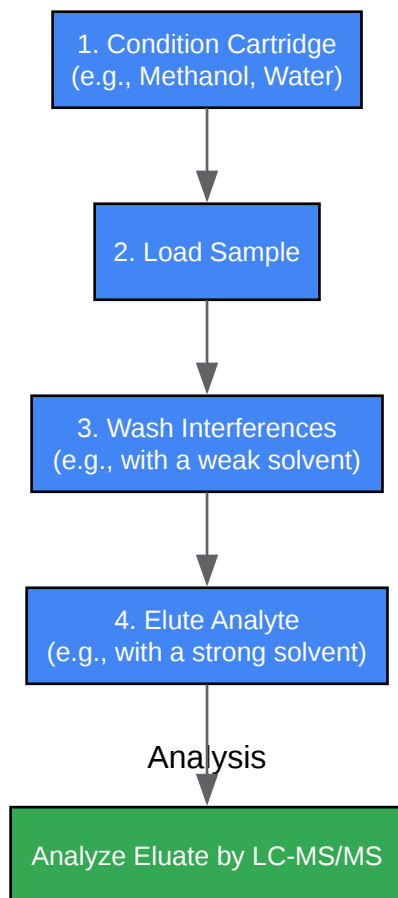 1. Condition Cartridge
(e.g., Methanol, Water)
2. Load Sample
3. Wash Interferences
(e.g., with a weak solvent)
4. Elute Analyte
(e.g., with a strong solvent)
Analysis
Analyze Eluate by LC-MS/MS